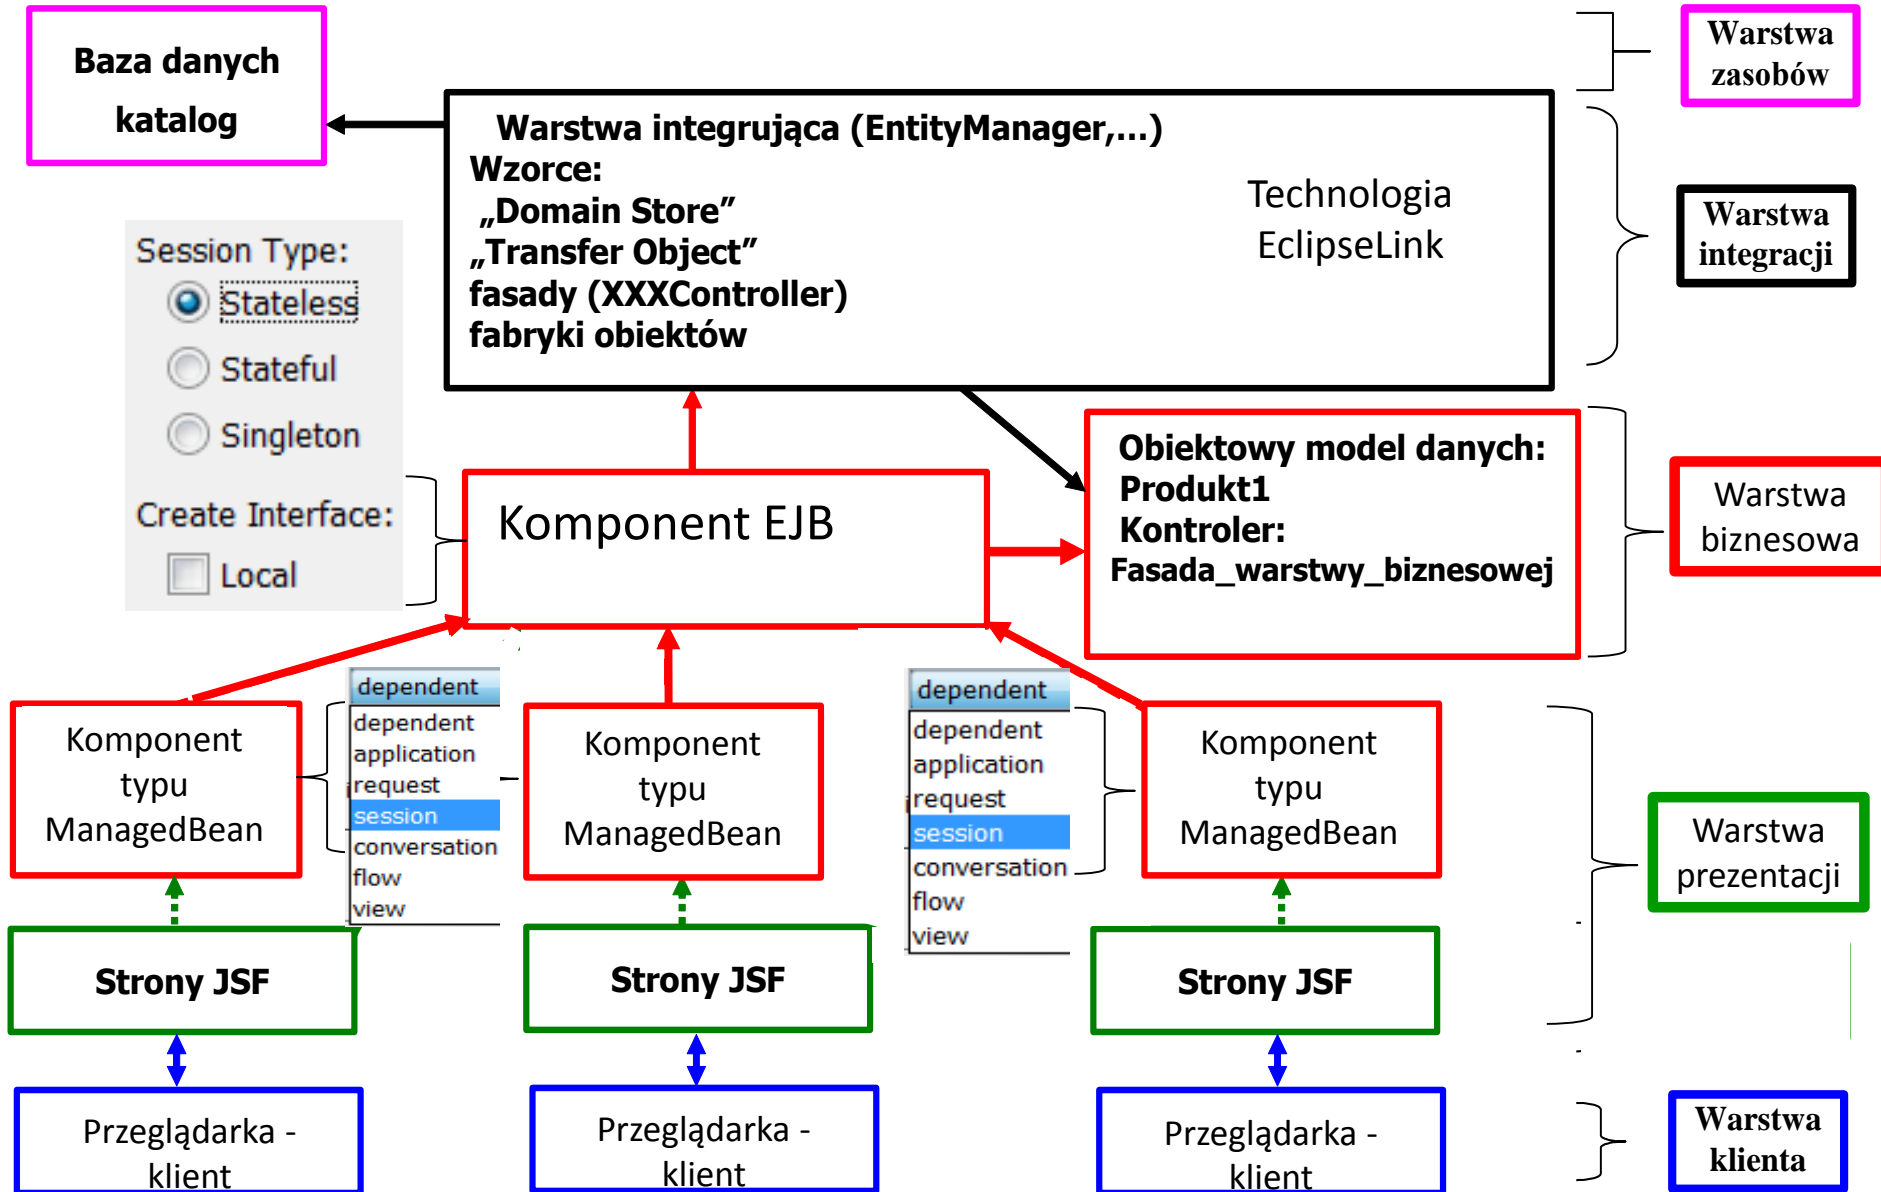 Baza danych
katalog
Warstwa
zasobów
Warstwa integrująca (EntityManager,...)
Wzorce:
„Domain Store”
„Transfer Object”
fasady (XXXController)
fabryki obiektów
Technologia
EclipseLink
Warstwa
integracji
Session Type:
Stateless
Stateful
Singleton
Create Interface:
Local
Komponent EJB
Obiektowy model danych:
Produkt1
Kontroler:
Fasada_warstwy_biznesowej
Warstwa
biznesowa
Komponent
typu
ManagedBean
dependent
dependent
application
request
session
conversation
flow
view
Komponent
typu
ManagedBean
dependent
dependent
application
request
session
conversation
flow
view
Komponent
typu
ManagedBean
Warstwa
prezentacji
Strony JSF
Strony JSF
Strony JSF
Przeglądarka -
klient
Przeglądarka -
klient
Przeglądarka -
klient
Warstwa
klienta